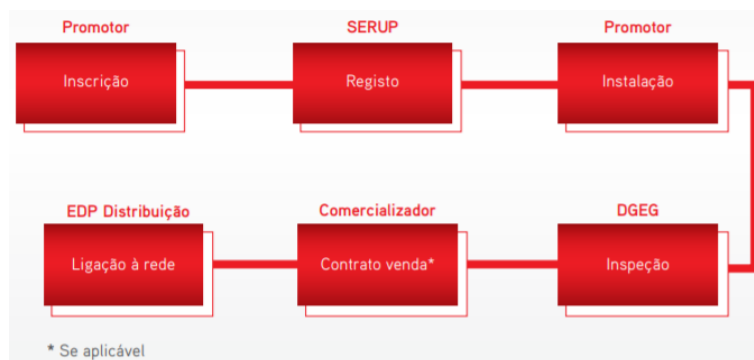 Promotor
SERUP
Promotor
Inscrição
Registo
Instalação
EDP Distribuição
Comercializador
DGEG
Ligação à rede
Contrato venda*
Inspeção
* Se aplicável